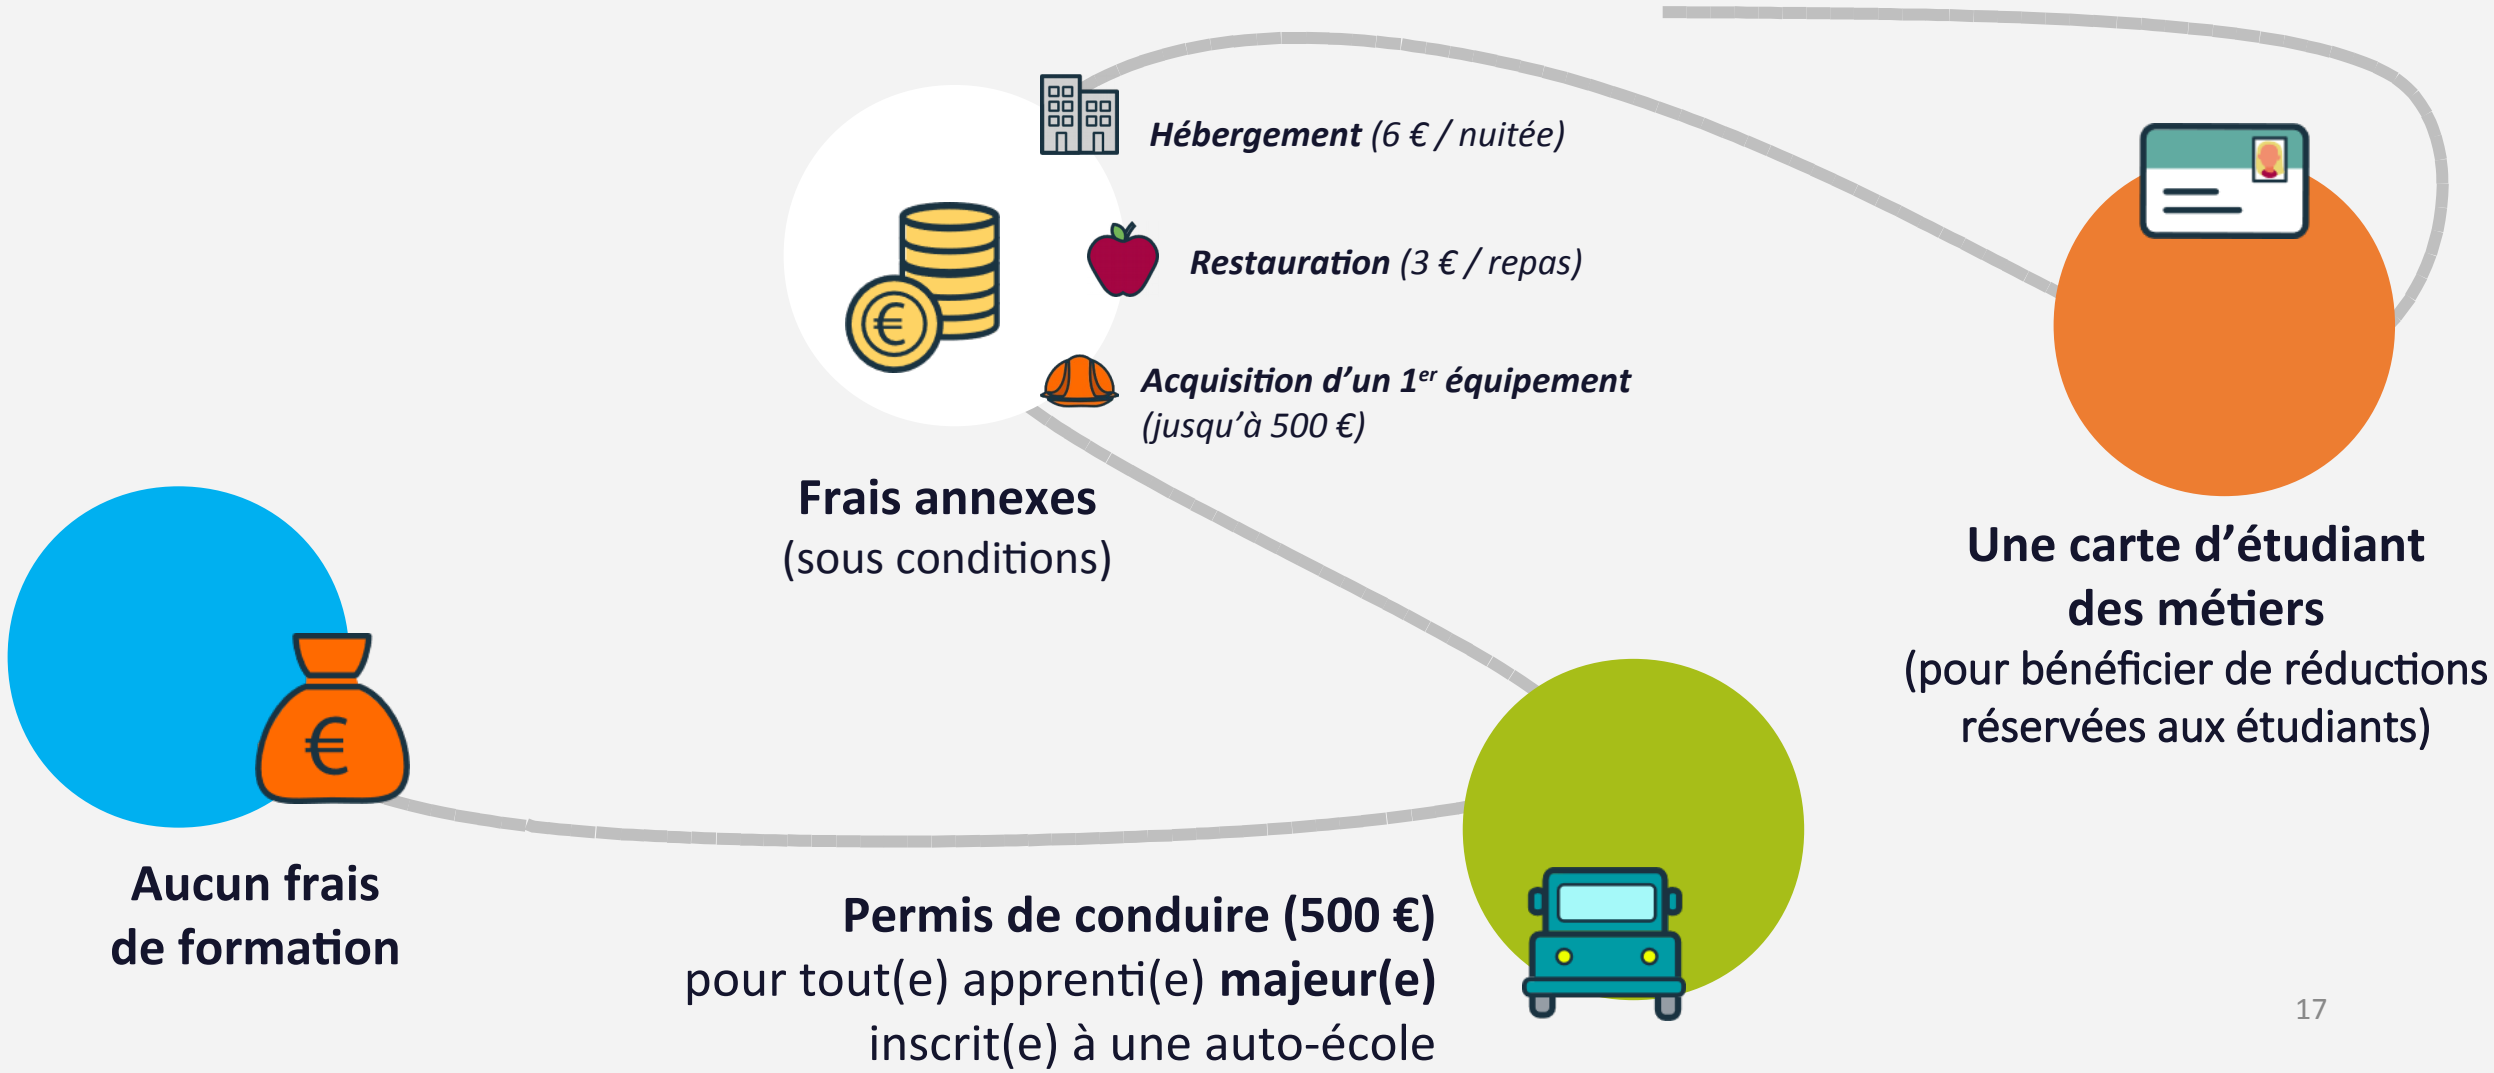 Hébergement (6 € / nuitée)
Restauration (3 € / repas)
Acquisition d’un 1er équipement
(jusqu’à 500 €)
€
Frais annexes
(sous conditions)
Une carte d’étudiant
des métiers
(pour bénéficier de réductions
réservées aux étudiants)
€
Aucun frais
de formation
Permis de conduire (500 €)
pour tout(e) apprenti(e) majeur(e)
inscrit(e) à une auto-école
17